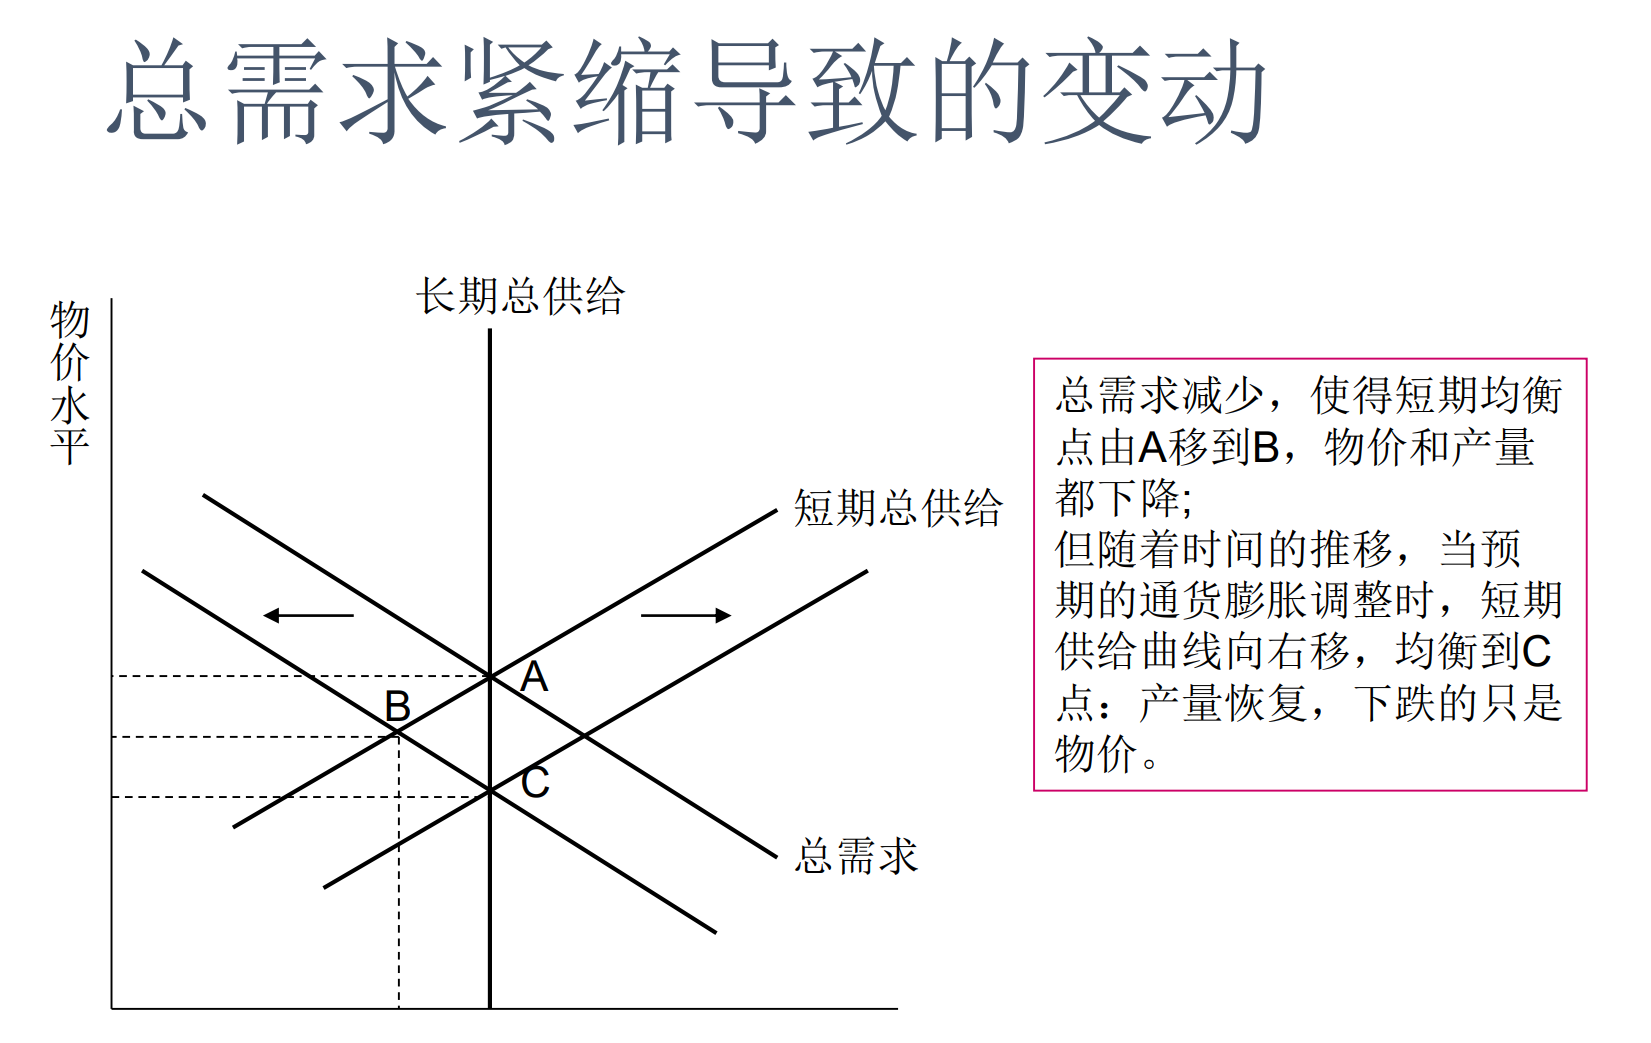 总需求紧缩导致的变动
长期总供给
物价水平
短期总供给
A
B
C
总需求
总需求减少，使得短期均衡
点由A移到B，物价和产量
都下降;
但随着时间的推移，当预
期的通货膨胀调整时，短期
供给曲线向右移，均衡到C
点：产量恢复，下跌的只是
物价。